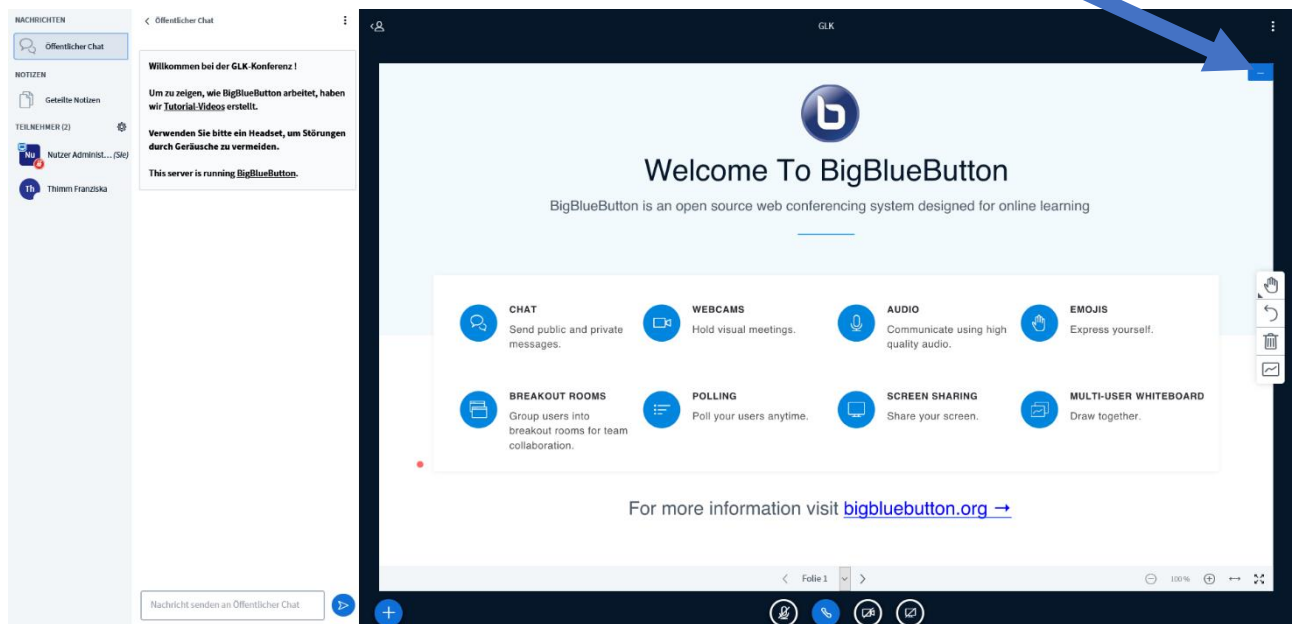 NACHRICHTEN
Öffentlicher Chat
NOTIZEN
Geteilte Notizen
TEILNEHMER (2)
Nu
Nutzer Administ... (Sie)
Th
Thimm Franziska
Öffentlicher Chat
Willkommen bei der GLK-Konferenz !
Um zu zeigen, wie BigBlueButton arbeitet, haben
wir Tutorial-Videos erstellt.
Verwenden Sie bitte ein Headset, um Störungen
durch Geräusche zu vermeiden.
This server is running BigBlueButton.
Nachricht senden an Öffentlicher Chat
GLK
b
Welcome To BigBlueButton
BigBlueButton is an open source web conferencing system designed for online learning
CHAT
Send public and private
messages.
WEBCAMS
Hold visual meetings.
AUDIO
Communicate using high
quality audio.
EMOJIS
Express yourself.
BREAKOUT ROOMS
Group users into
breakout rooms for team
collaboration.
POLLING
Poll your users anytime.
SCREEN SHARING
Share your screen.
MULTI-USER WHITEBOARD
Draw together.
For more information visit bigbluebutton.org →
Folie 1
100%